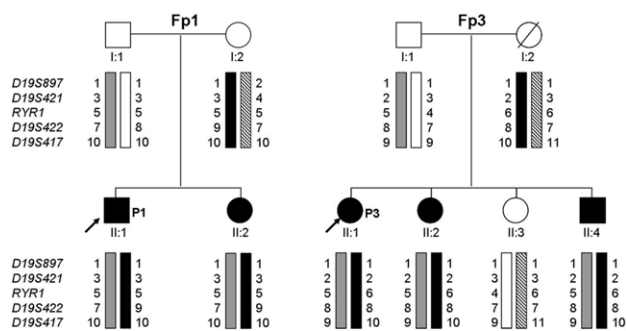 Fp1 Fp3
I:1 I:2 I:1 I:2
D19S897 1 1 1 2 1 1 1 1
D19S421 3 3 3 4 2 3 2 3
RYR1 5 5 5 5 5 4 6 6
D19S422 7 8 9 7 8 7 8 7
D19S417 10 10 10 10 9 9 10 11
P1 P3
II:1 II:2 II:1 II:2 II:3 II:4
D19S897 1 1 1 1 1 1 1 1 1 1 1 1
D19S421 3 3 3 3 2 2 2 2 3 3 2 2
RYR1 5 5 5 5 5 6 5 6 4 6 5 6
D19S422 7 9 7 9 8 8 8 8 7 7 8 8
D19S417 10 10 10 10 9 10 9 10 9 11 9 10